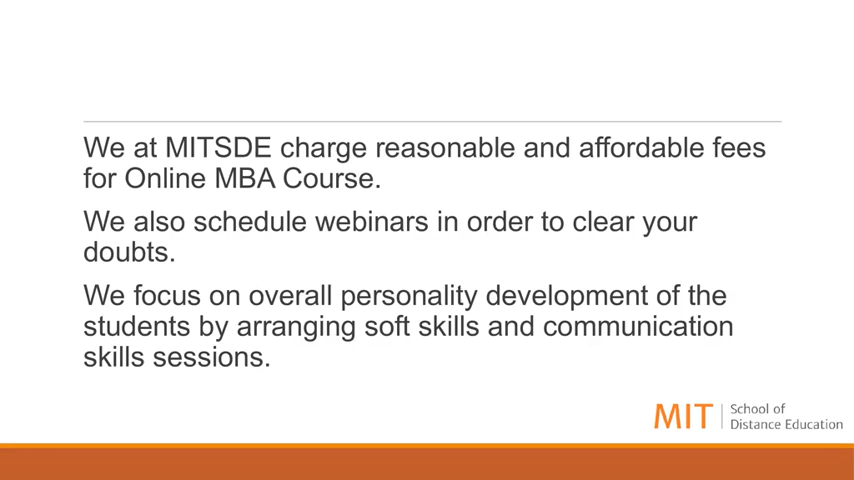 We at MITSDE charge reasonable and affordable fees
for Online MBA Course.
We also schedule webinars in order to clear your
doubts.
We focus on overall personality development of the
students by arranging soft skills and communication
skills sessions.
MIT
School of
Distance Education